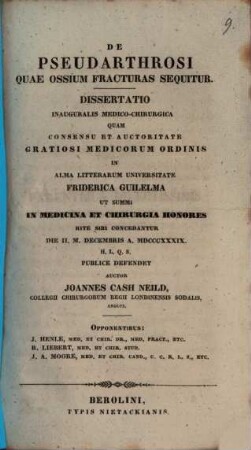 9.
DE
PSEUDARTHROSI
QUAE OSSIUM FRACTURAS SEQUITUR.
DISSERTATIO
INAUGURALIS MEDICO-CHIRURGICA
QUAM
CONSENSU ET AUCTORITATE
GRATIOSI MEDICORUM ORDINIS
IN
ALMA LITTERARUM UNIVERSITATE
FRIDERICA GUILELMA
UT SUMMI
IN MEDICINA ET CHIRURGIA HONORES
RITE SIBI CONCEDANTUR
DIE II. M. DECEMBRIS A. MDCCCXXXIX.
H. L. Q. S.
PUBLICE DEFENDET
AUCTOR
JOANNES CASH NEILD,
COLLEGII CHIRURGORUM REGII LONDINENSIS SODALIS,
ANGLUS.
OPPONENTIBUS:
J. HENLE, MED. ET CHIR. DR., MED. PRACT., ETC.
R. LIEBERT, MED. ET CHIR. STUD.
J. A. MOORE, MED. ET CHIR. CAND., C. C. R. L. S., ETC.
BEROLINI,
TYPIS NIETACKIANIS.